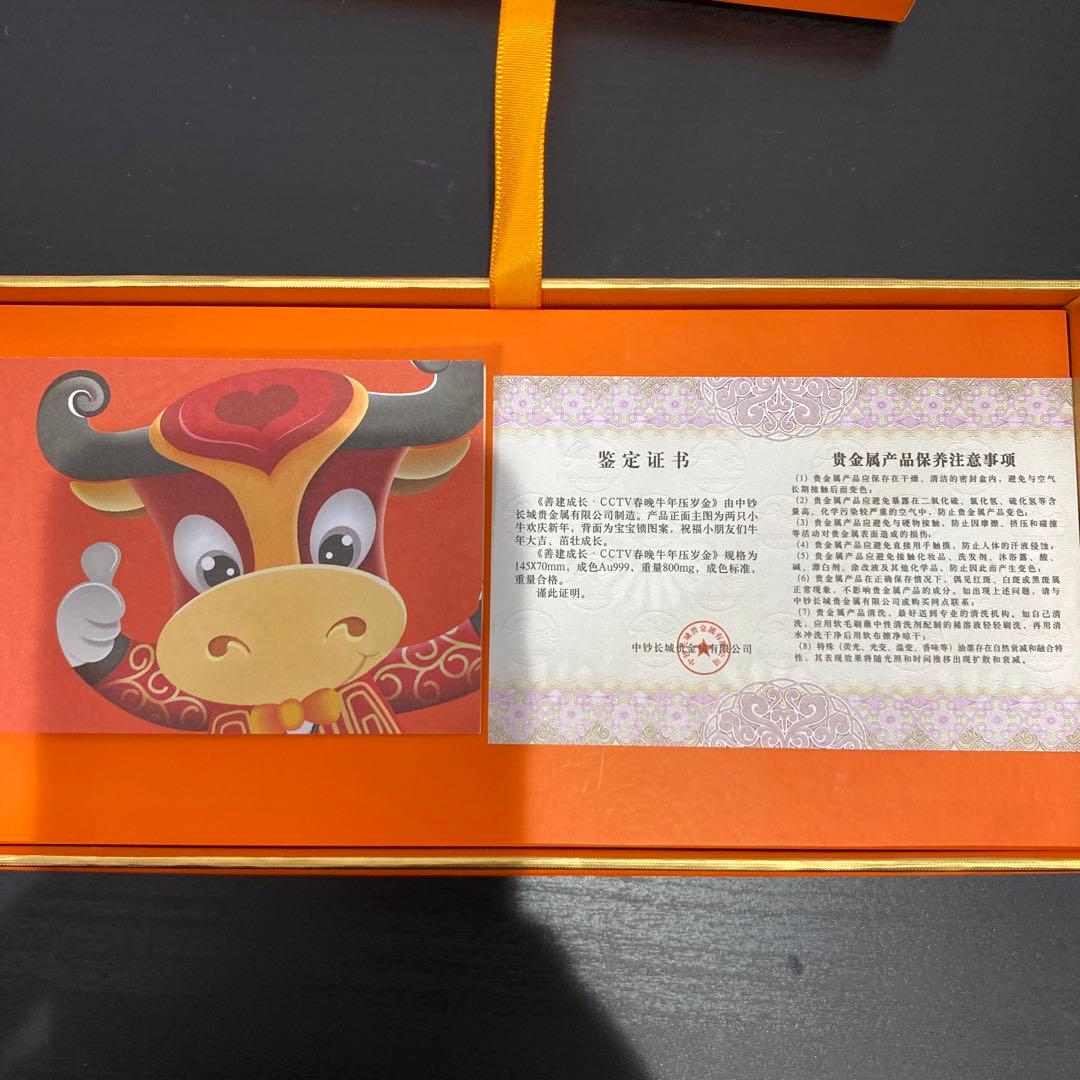 鉴定证书
《善建成长·CCTV春晚牛年压岁金》由中钞
长城贵金属有限公司制造。产品正面主图为两只小
牛欢庆新年，背面为宝宝锁图案，祝福小朋友们牛
年大吉、茁壮成长。
《善建成长·CCTV春晚牛年压岁金》规格为
145X70mm，成色Au999，重量800mg，成色标准，
重量合格。
谨此证明。
中钞长城贵金属有限公司
贵金属产品保养注意事项
(1) 贵金属产品应保存在干燥、清洁的密封盒内，避免与空气
长期接触后而变色；
(2) 贵金属产品应避免暴露在二氧化硫、氯化氢、硫化氢等含
量高，化学污染较严重的空气中，防止贵金属产品变色；
(3) 贵金属产品应避免与硬物接触，防止因摩擦、挤压和碰撞
等活动对贵金属表面造成的损伤；
(4) 贵金属产品应避免直接用手触摸，防止人体的汗液侵蚀；
(5) 贵金属产品应避免接触化妆品、洗发剂、沐浴露、酸、
碱、漂白剂、涂改液及其他化学品，防止因此而产生变色；
(6) 贵金属产品在正确保存情况下，偶见红斑、白斑或黑斑属
正常现象，不影响贵金属产品的成分。如出现上述问题，请与
中钞长城贵金属有限公司或购买网点联系；
(7) 贵金属产品清洗，最好送到专业的清洗机构。如自己清
洗，应用软毛刷蘸中性清洗剂配制的稀溶液轻轻刷洗，再用清
水冲洗干净后用软布擦净晾干；
(8) 特殊（荧光、光变、温变、香味等）油墨存在自然衰减和融合特
性，其表现效果将随光照和时间推移出现扩散和衰减。